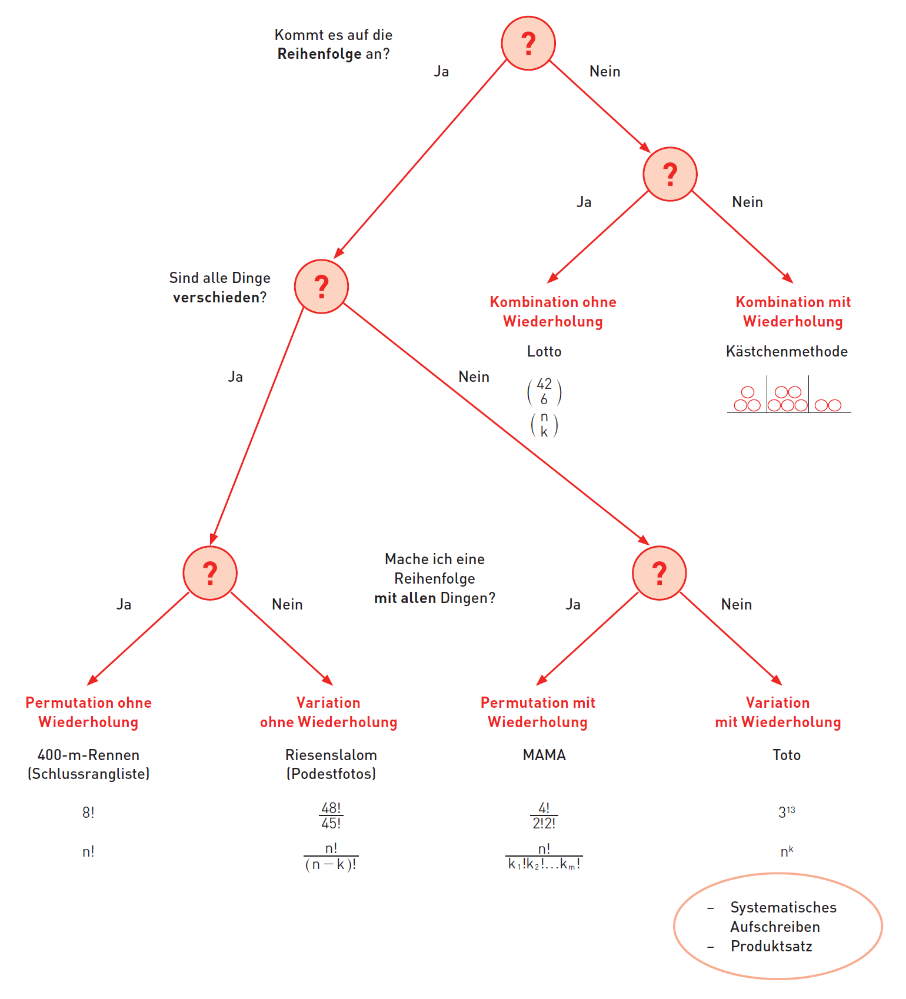 Kommt es auf die
Reihenfolge an?
?
Ja
Nein
?
Ja
Nein
Sind alle Dinge
verschieden?
?
Kombination ohne
Wiederholung
Kombination mit
Wiederholung
Lotto
Kästchenmethode
Ja
Nein
( 42
6 )
( n
k )
?
Mache ich eine
Reihenfolge
mit allen Dingen?
?
Ja
Nein
Ja
Nein
Permutation ohne
Wiederholung
Variation
ohne Wiederholung
Permutation mit
Wiederholung
Variation
mit Wiederholung
400-m-Rennen
(Schlussrangliste)
Riesenslalom
(Podestfotos)
MAMA
Toto
8!
48!
45!
4!
2!2!
3¹³
n!
n!
(n – k)!
n!
k₁!k₂!...kₘ!
nᵏ
– Systematisches
Aufschreiben
– Produktsatz